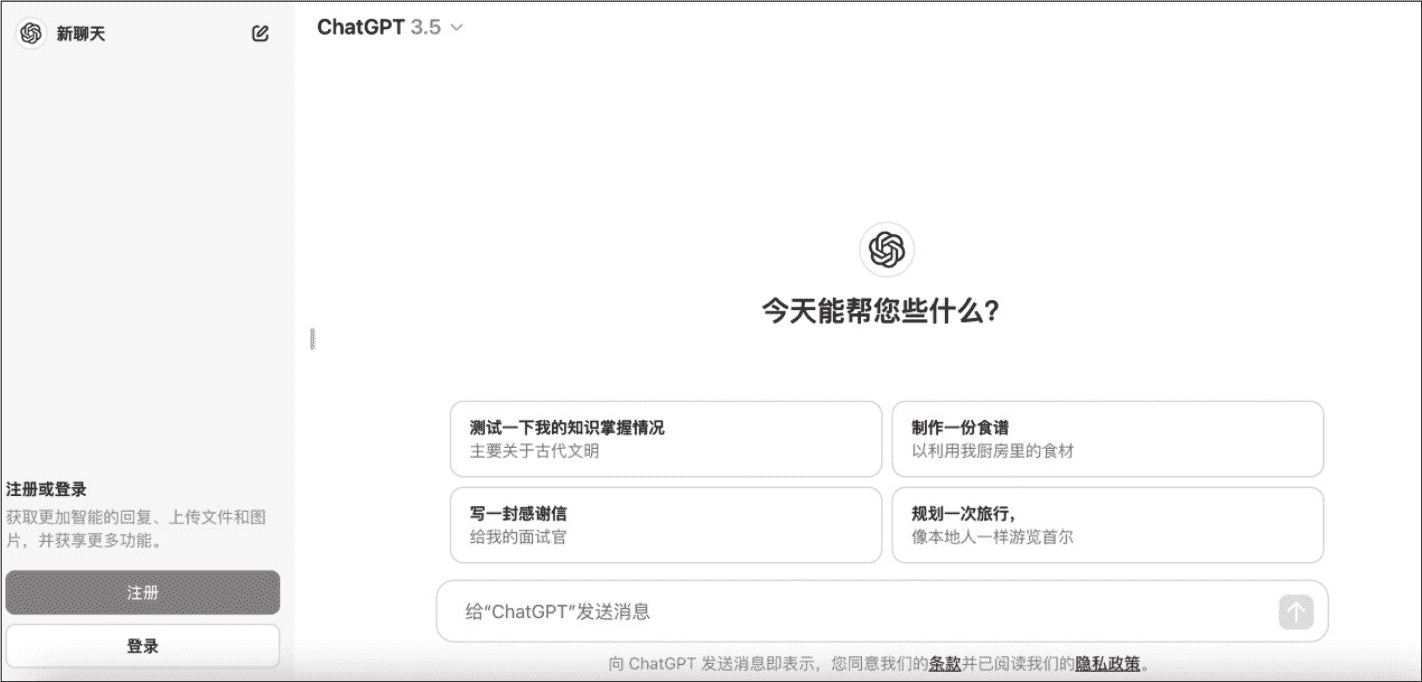 新聊天
注册或登录
获取更加智能的回复、上传文件和图
片，并获享更多功能。
注册
登录
ChatGPT 3.5
今天能帮您些什么？
测试一下我的知识掌握情况
主要关于古代文明
制作一份食谱
以利用我厨房里的食材
写一封感谢信
给我的面试官
规划一次旅行，
像本地人一样游览首尔
给“ChatGPT”发送消息
向 ChatGPT 发送消息即表示，您同意我们的条款并已阅读我们的隐私政策。